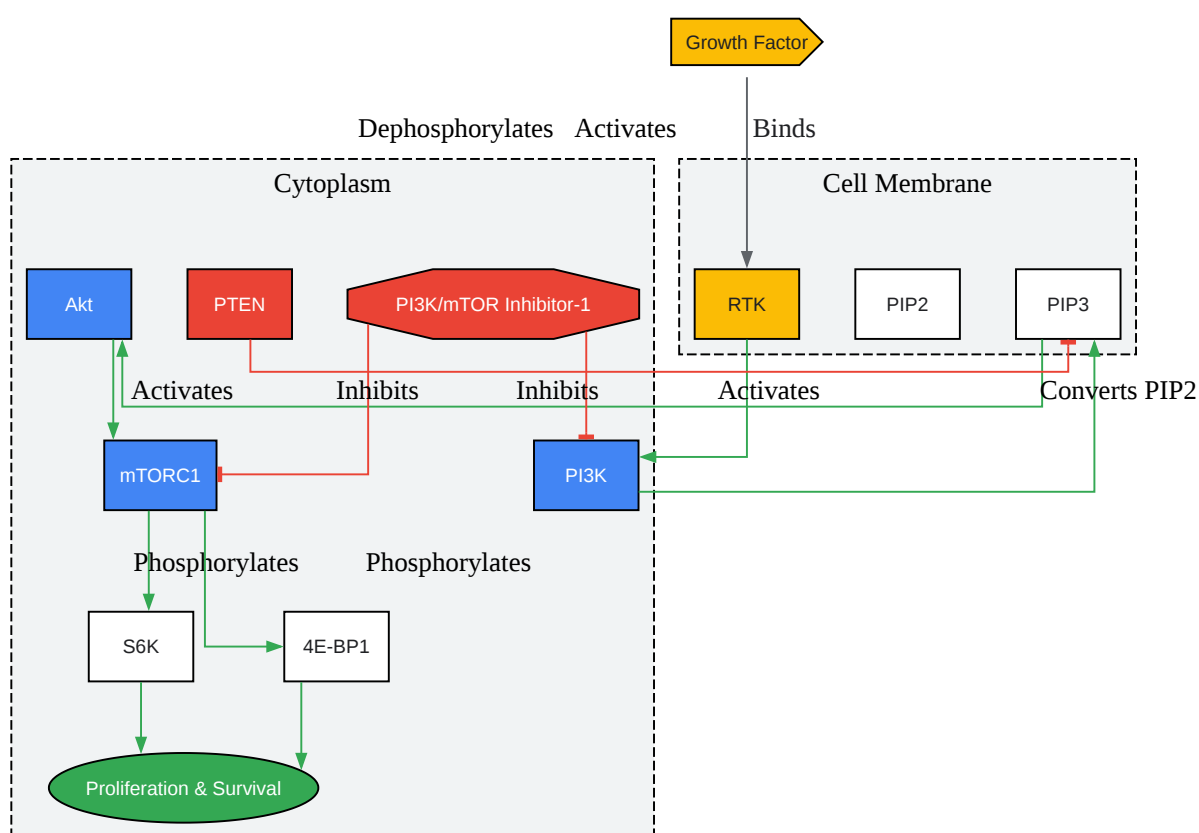 Growth Factor
Dephosphorylates
Activates
Binds
Cytoplasm
Cell Membrane
Akt
PTEN
PI3K/mTOR Inhibitor-1
RTK
PIP2
PIP3
Activates
Inhibits
Inhibits
Activates
Converts PIP2
mTORC1
PI3K
Phosphorylates
Phosphorylates
S6K
4E-BP1
Proliferation & Survival